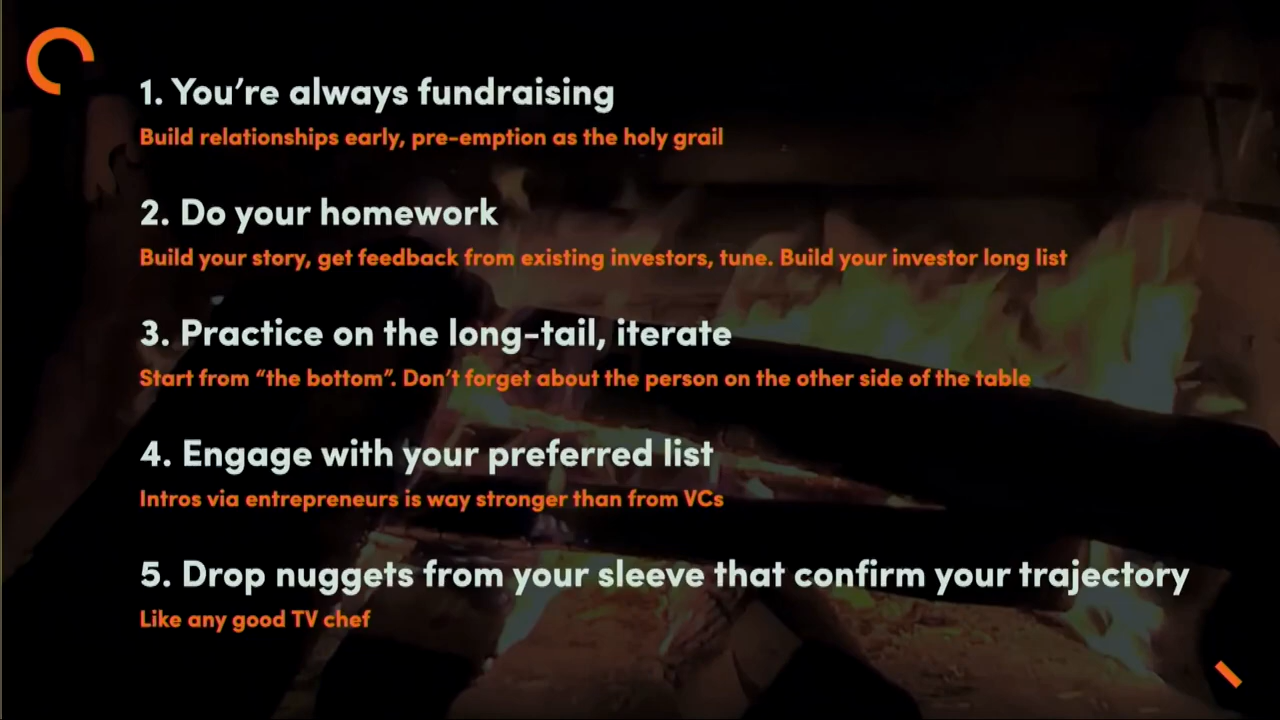 1. You’re always fundraising
Build relationships early, pre-emption as the holy grail
2. Do your homework
Build your story, get feedback from existing investors, tune. Build your investor long list
3. Practice on the long-tail, iterate
Start from “the bottom”. Don’t forget about the person on the other side of the table
4. Engage with your preferred list
Intros via entrepreneurs is way stronger than from VCs
5. Drop nuggets from your sleeve that confirm your trajectory
Like any good TV chef